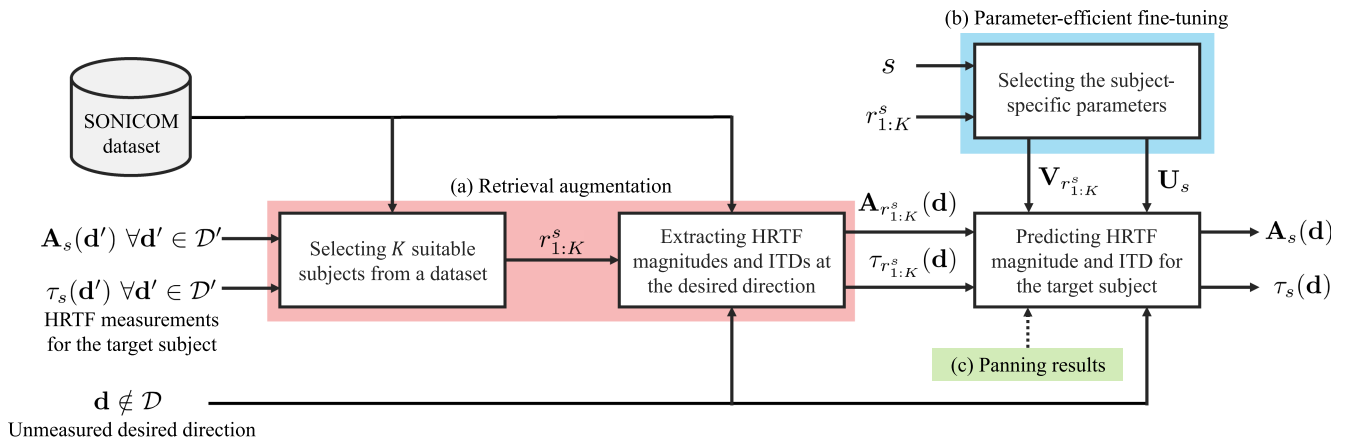 (b) Parameter-efficient fine-tuning
s
r^s_{1:K}
Selecting the subject-
specific parameters
SONICOM
dataset
V_{r^s_{1:K}}
U_s
(a) Retrieval augmentation
A_s(d′) ∀d′ ∈ 𝒟′
τ_s(d′) ∀d′ ∈ 𝒟′
HRTF measurements
for the target subject
Selecting K suitable
subjects from a dataset
r^s_{1:K}
Extracting HRTF
magnitudes and ITDs at
the desired direction
A_{r^s_{1:K}}(d)
τ_{r^s_{1:K}}(d)
Predicting HRTF
magnitude and ITD for
the target subject
A_s(d)
τ_s(d)
(c) Panning results
d ∉ 𝒟
Unmeasured desired direction